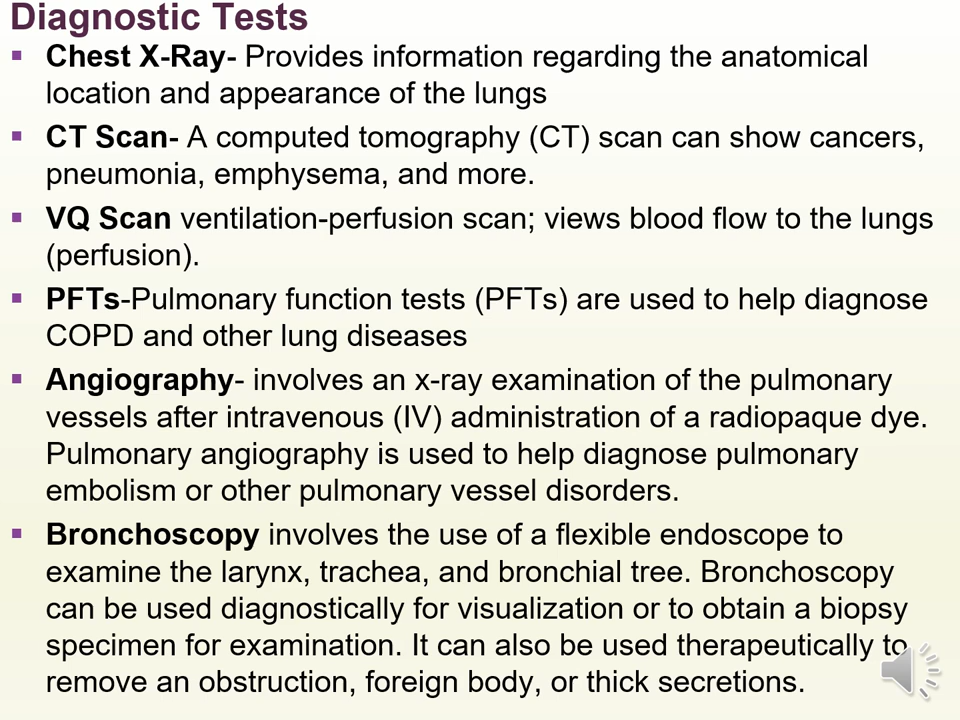 Diagnostic Tests
▪ Chest X-Ray- Provides information regarding the anatomical
location and appearance of the lungs
▪ CT Scan- A computed tomography (CT) scan can show cancers,
pneumonia, emphysema, and more.
▪ VQ Scan ventilation-perfusion scan; views blood flow to the lungs
(perfusion).
▪ PFTs-Pulmonary function tests (PFTs) are used to help diagnose
COPD and other lung diseases
▪ Angiography- involves an x-ray examination of the pulmonary
vessels after intravenous (IV) administration of a radiopaque dye.
Pulmonary angiography is used to help diagnose pulmonary
embolism or other pulmonary vessel disorders.
▪ Bronchoscopy involves the use of a flexible endoscope to
examine the larynx, trachea, and bronchial tree. Bronchoscopy
can be used diagnostically for visualization or to obtain a biopsy
specimen for examination. It can also be used therapeutically to
remove an obstruction, foreign body, or thick secretions.